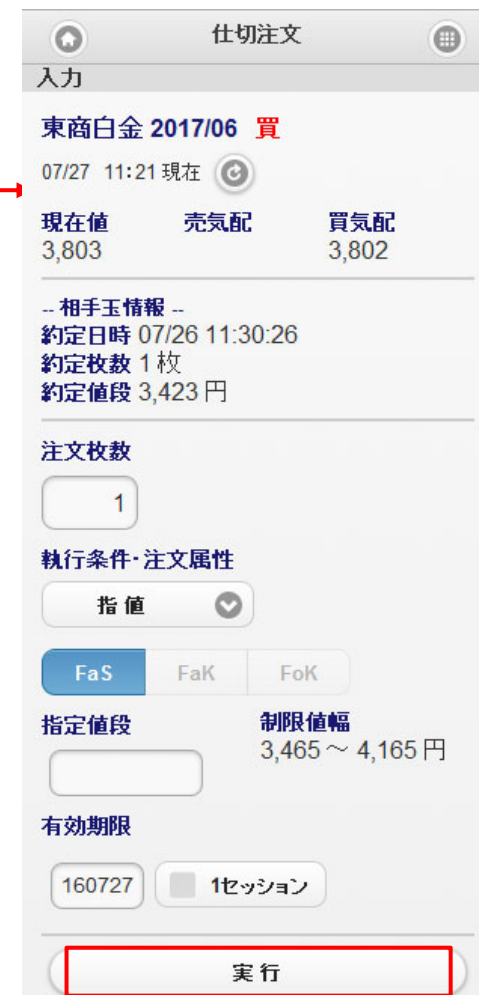 仕切注文
入力
東商白金 2017/06 買
07/27 11:21 現在
現在値 売気配 買気配
3,803 3,802
-- 相手玉情報 --
約定日時 07/26 11:30:26
約定枚数 1 枚
約定値段 3,423 円
注文枚数
1
執行条件・注文属性
指値
FaS FaK FoK
指定値段 制限値幅
3,465 ～ 4,165 円
有効期限
160727 1セッション
実行